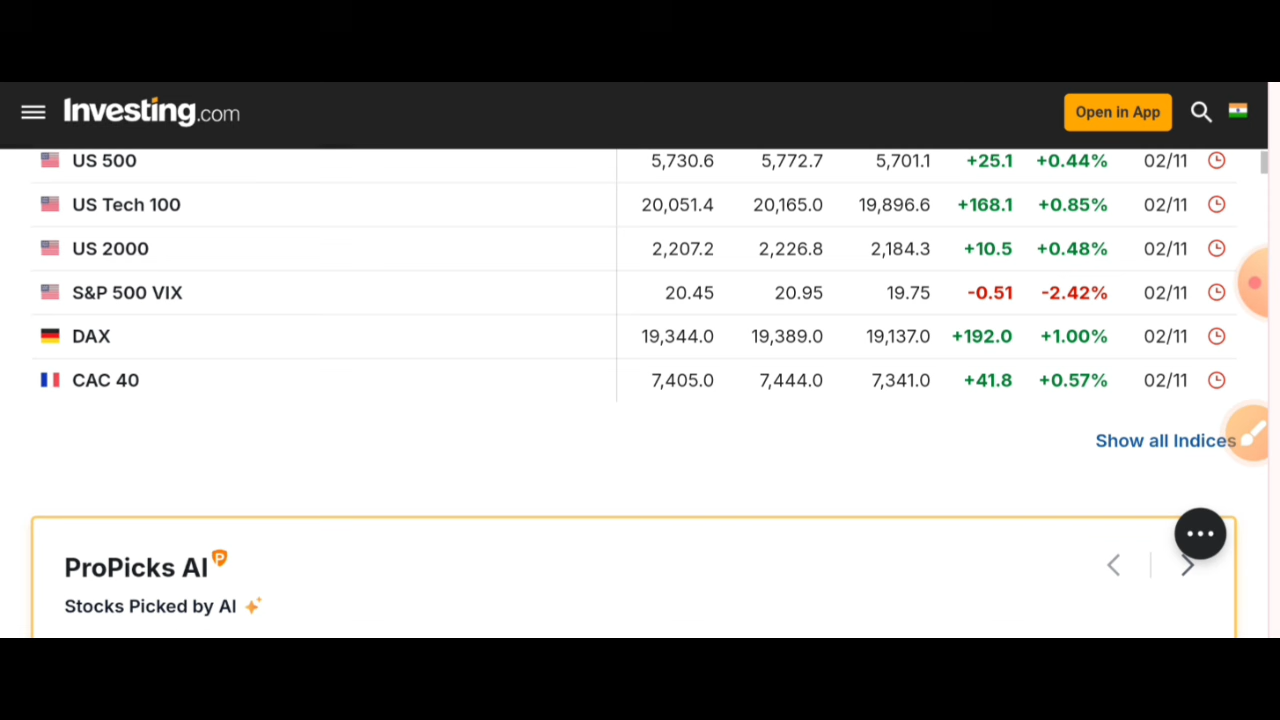 Investing.com
Open in App
US 500 5,730.6 5,772.7 5,701.1 +25.1 +0.44% 02/11
US Tech 100 20,051.4 20,165.0 19,896.6 +168.1 +0.85% 02/11
US 2000 2,207.2 2,226.8 2,184.3 +10.5 +0.48% 02/11
S&P 500 VIX 20.45 20.95 19.75 -0.51 -2.42% 02/11
DAX 19,344.0 19,389.0 19,137.0 +192.0 +1.00% 02/11
CAC 40 7,405.0 7,444.0 7,341.0 +41.8 +0.57% 02/11
Show all Indices
ProPicks AI P
Stocks Picked by AI